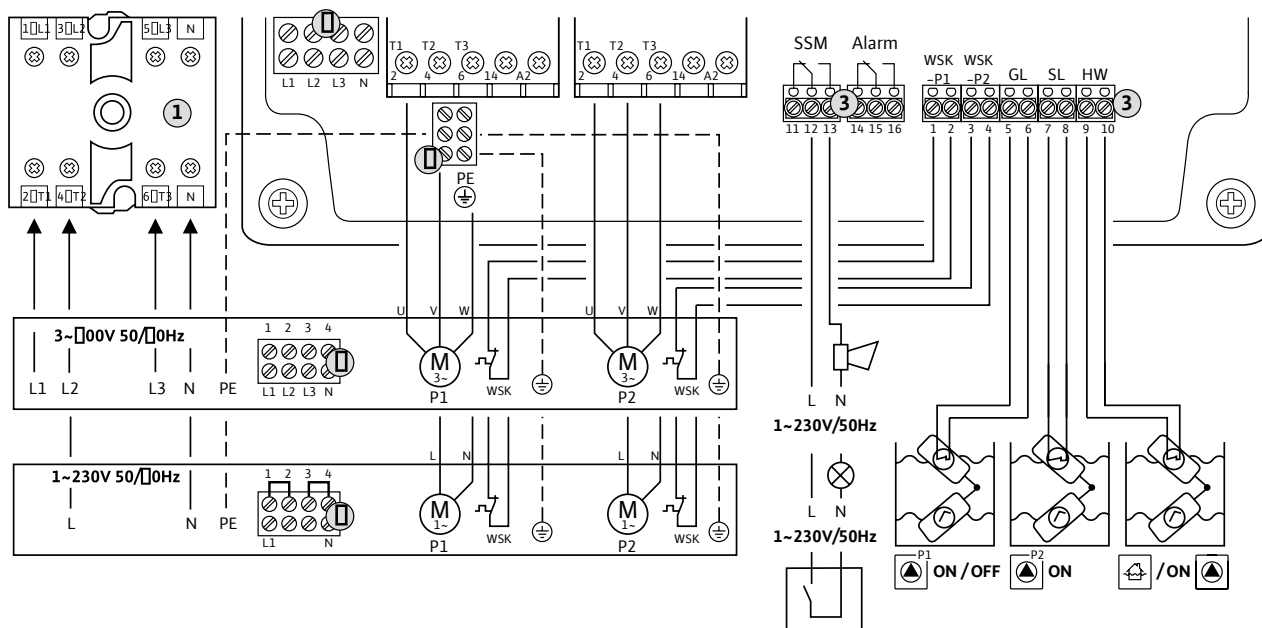 1▯L1 3▯L2 5▯L3 N
1
2▯T1 4▯T2 6▯T3 N
L1 L2 L3 N
T1 T2 T3
2 4 6 14 A2
T1 T2 T3
2 4 6 14 A2
PE
SSM Alarm
3
11 12 13 14 15 16
WSK
-P1
WSK
-P2
GL SL HW
3
1 2 3 4 5 6 7 8 9 10
U V W
U V W
3~▯00V 50/▯0Hz
L1 L2 L3 N PE
1 2 3 4
L1 L2 L3 N
M
3~
P1
WSK
M
3~
P2
WSK
L N
1~230V/50Hz
L N
L N
1~230V 50/▯0Hz
L N PE
1 2 3 4
L1 N
M
1~
P1
WSK
M
1~
P2
WSK
L N
1~230V/50Hz
P1
ON / OFF
P2
ON
/ ON